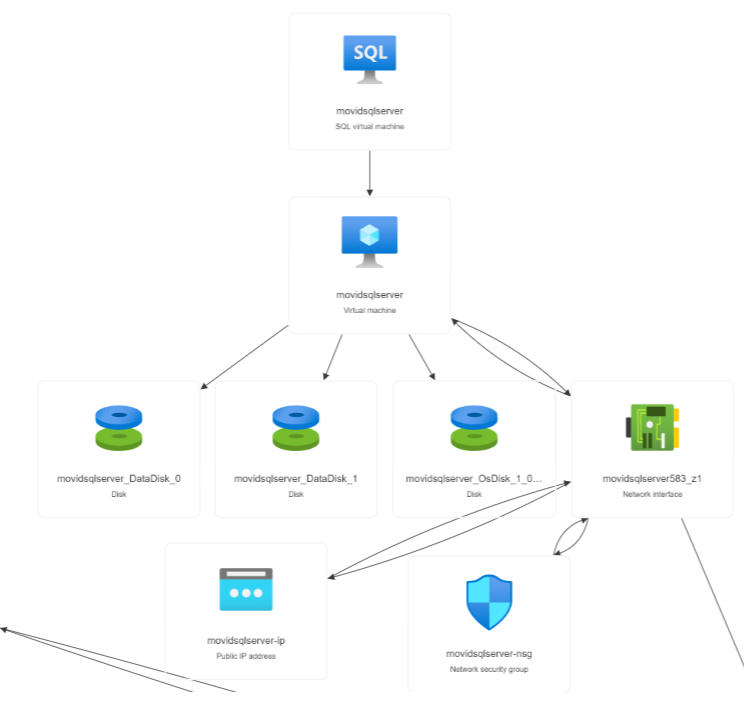 SQL
movidsqlserver
SQL virtual machine
movidsqlserver
Virtual machine
movidsqlserver_DataDisk_0
Disk
movidsqlserver_DataDisk_1
Disk
movidsqlserver_OsDisk_1_0...
Disk
movidsqlserver583_z1
Network interface
movidsqlserver-ip
Public IP address
movidsqlserver-nsg
Network security group